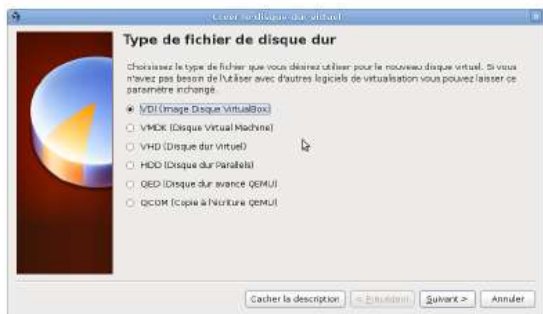 Créer le disque dur virtuel
Type de fichier de disque dur
Choisissez le type de fichier que vous désirez utiliser pour le nouveau disque virtuel. Si vous
n'avez pas besoin de l'utiliser avec d'autres logiciels de virtualisation vous pouvez laisser ce
paramètre inchangé.
VDI (Image Disque VirtualBox)
VMDK (Disque Virtual Machine)
VHD (Disque dur Virtuel)
HDD (Disque dur Parallels)
QED (Disque dur avancé QEMU)
QCOW (Copie à l'écriture QEMU)
Cacher la description
< Précédent
Suivant >
Annuler